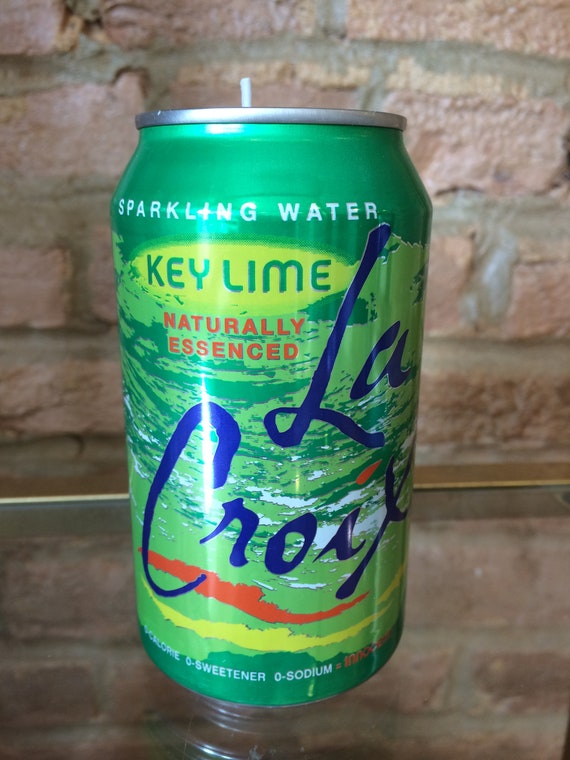 SPARKLING WATER
KEY LIME
NATURALLY
ESSENCED
La
Croix
0-SWEETENER 0-SODIUM =